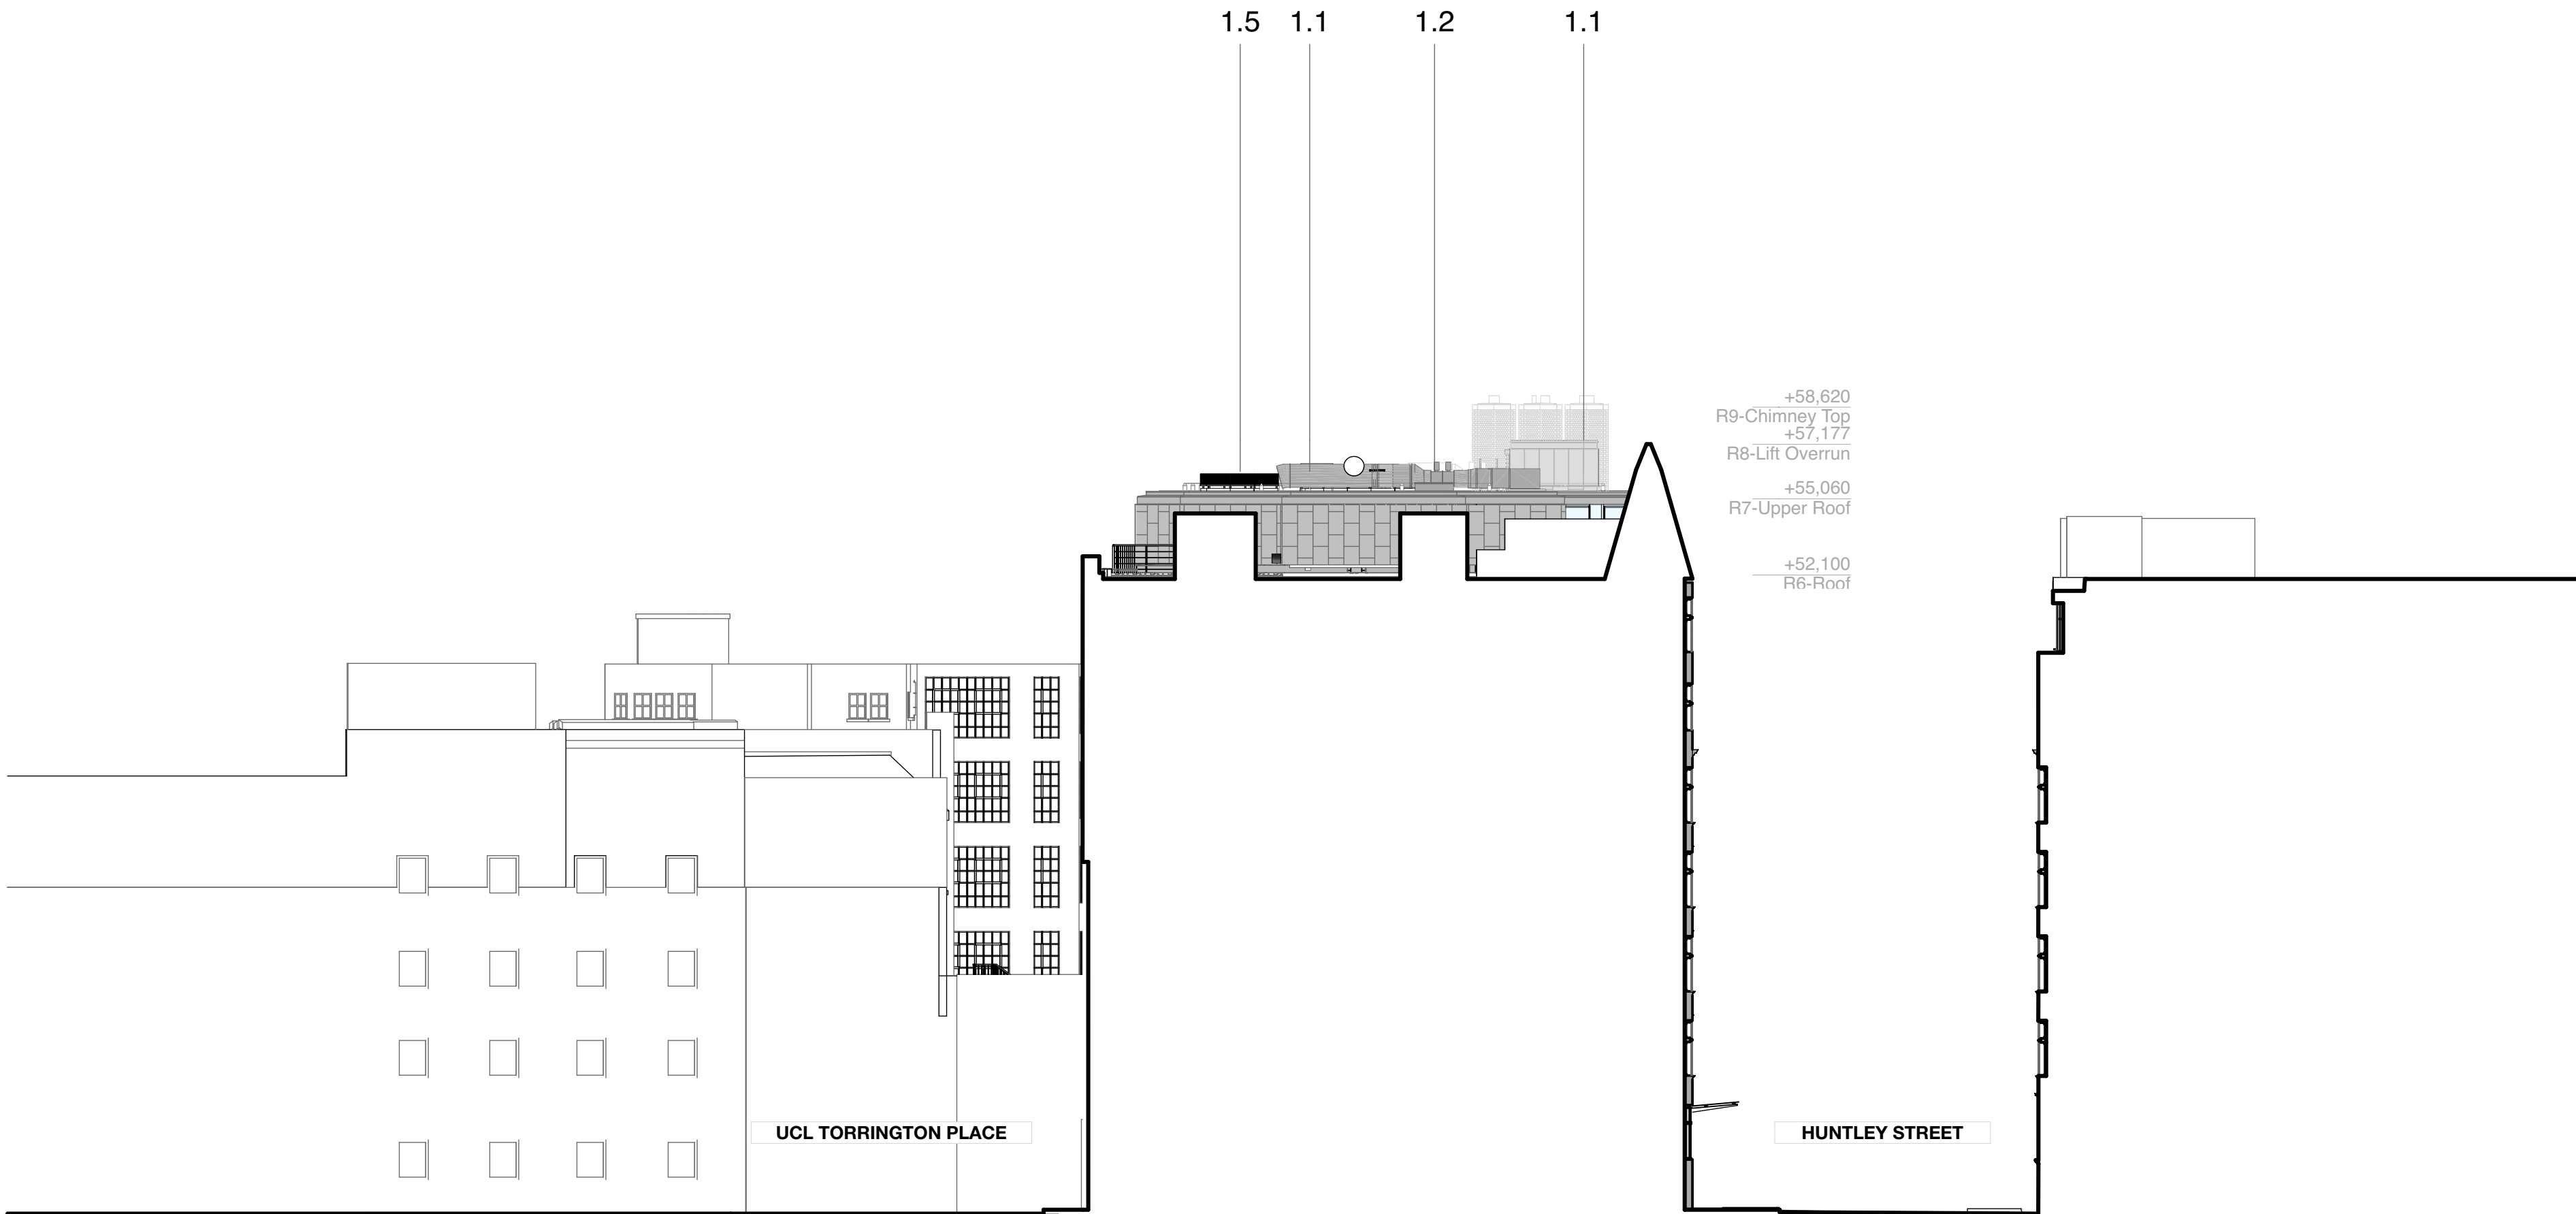 1.5 1.1 1.2 1.1
+58,620
R9-Chimney Top
+57,177
R8-Lift Overrun
+55,060
R7-Upper Roof
+52,100
R6-Roof
UCL TORRINGTON PLACE
HUNTLEY STREET